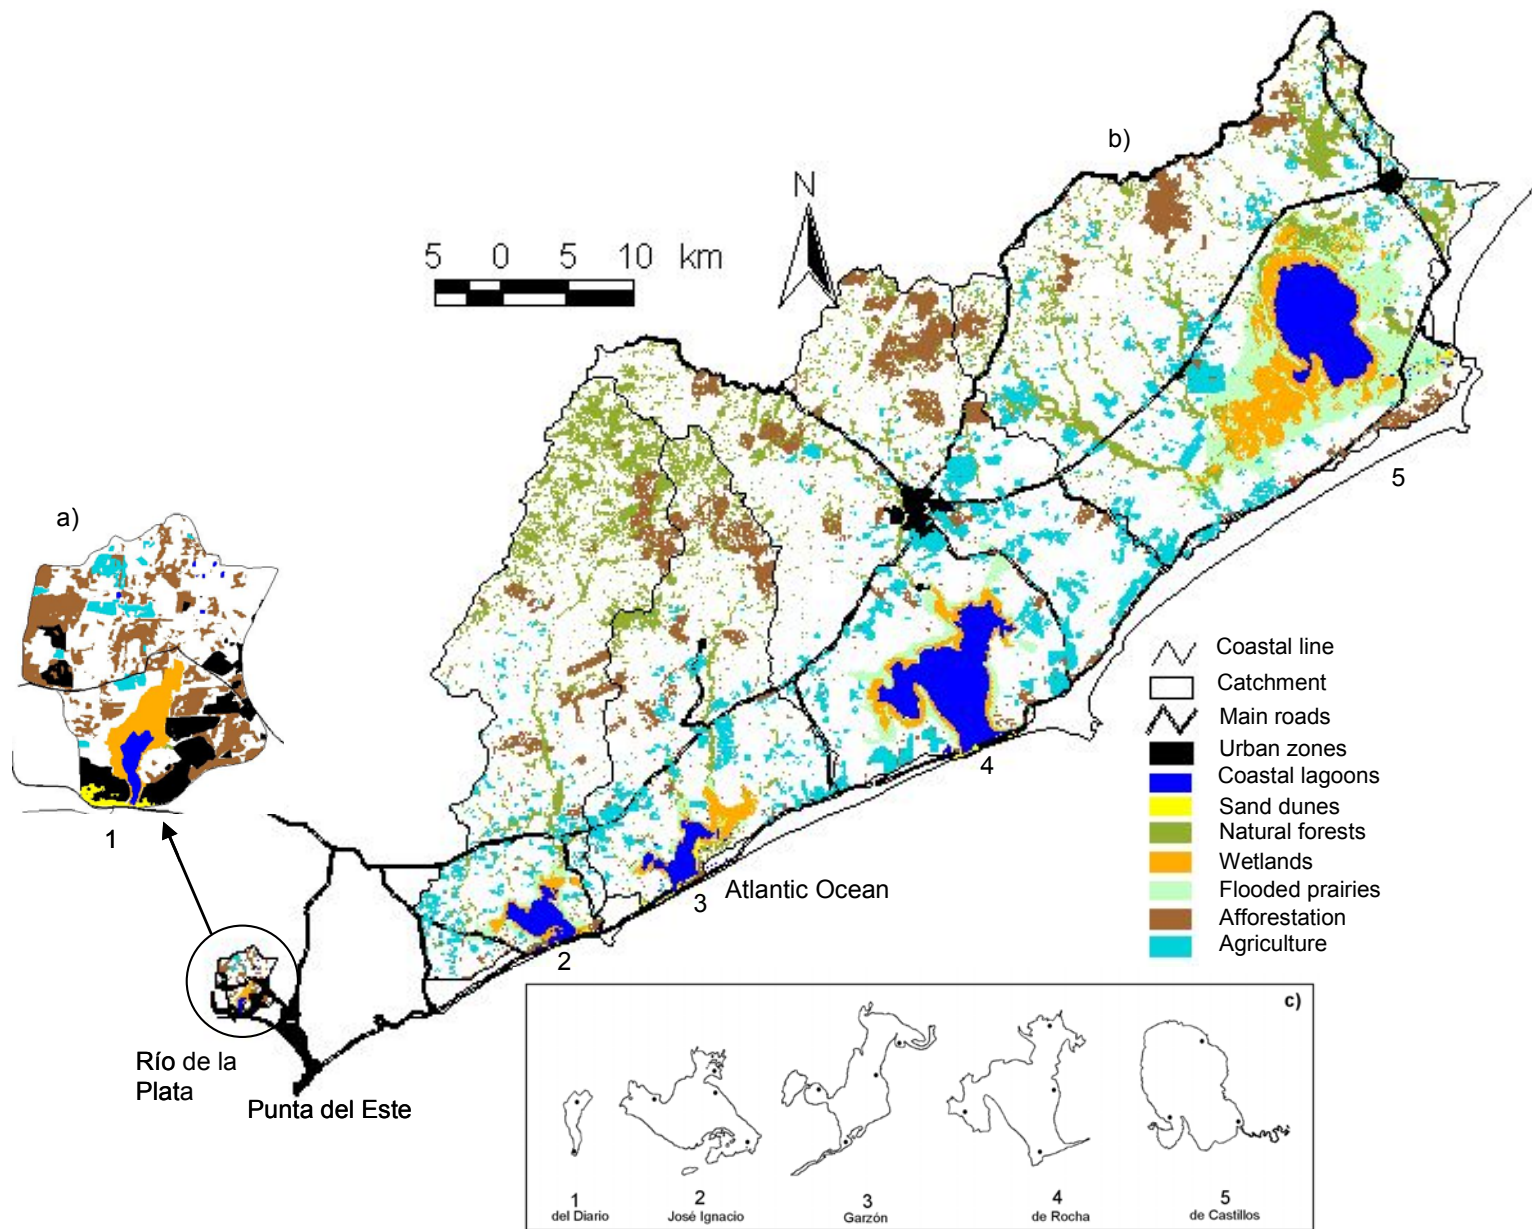 b)
N
5 0 5 10 km
5
a)
Coastal line
Catchment
Main roads
Urban zones
Coastal lagoons
Sand dunes
Natural forests
Wetlands
Flooded prairies
Afforestation
Agriculture
4
1
3
Atlantic Ocean
2
Río de la
Plata
Punta del Este
c)
1
del Diario
2
José Ignacio
3
Garzón
4
de Rocha
5
de Castillos